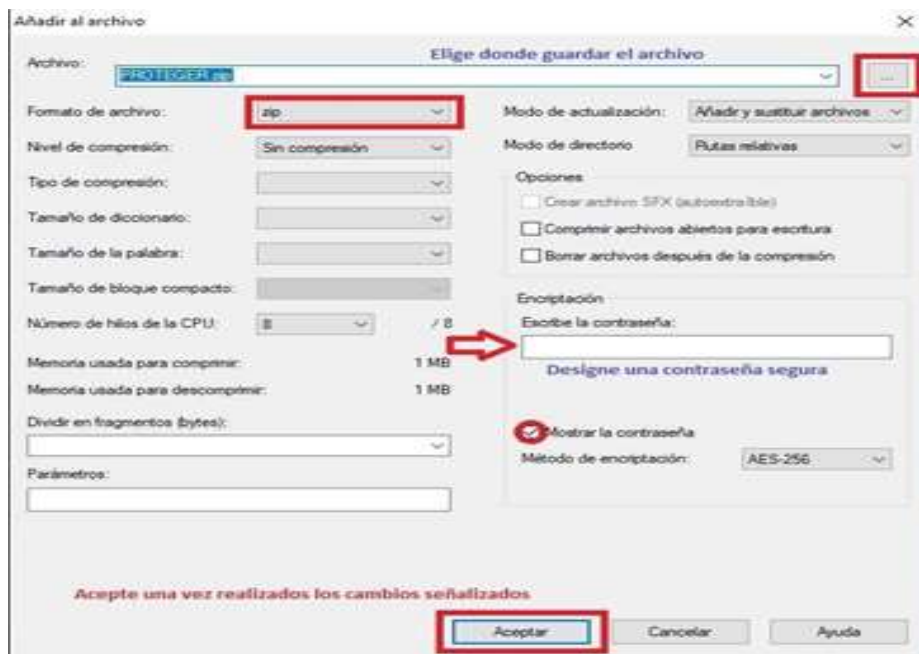 Añadir al archivo
Elige donde guardar el archivo
Archivo:
PROTEGER.zip
...
Formato de archivo: zip
Modo de actualización: Añadir y sustituir archivos
Nivel de compresión: Sin compresión
Modo de directorio Rutas relativas
Tipo de compresión:
Opciones
Crear archivo SFX (autoextraíble)
Tamaño de diccionario:
Comprimir archivos abiertos para escritura
Tamaño de la palabra:
Borrar archivos después de la compresión
Tamaño de bloque compacto:
Encriptación
Número de hilos de la CPU: 8 / 8
Escribe la contraseña:
Memoria usada para comprimir: 1 MB
Designe una contraseña segura
Memoria usada para descomprimir: 1 MB
Dividir en fragmentos (bytes):
Mostrar la contraseña
Método de encriptación: AES-256
Parámetros:
Acepte una vez realizados los cambios señalizados
Aceptar Cancelar Ayuda